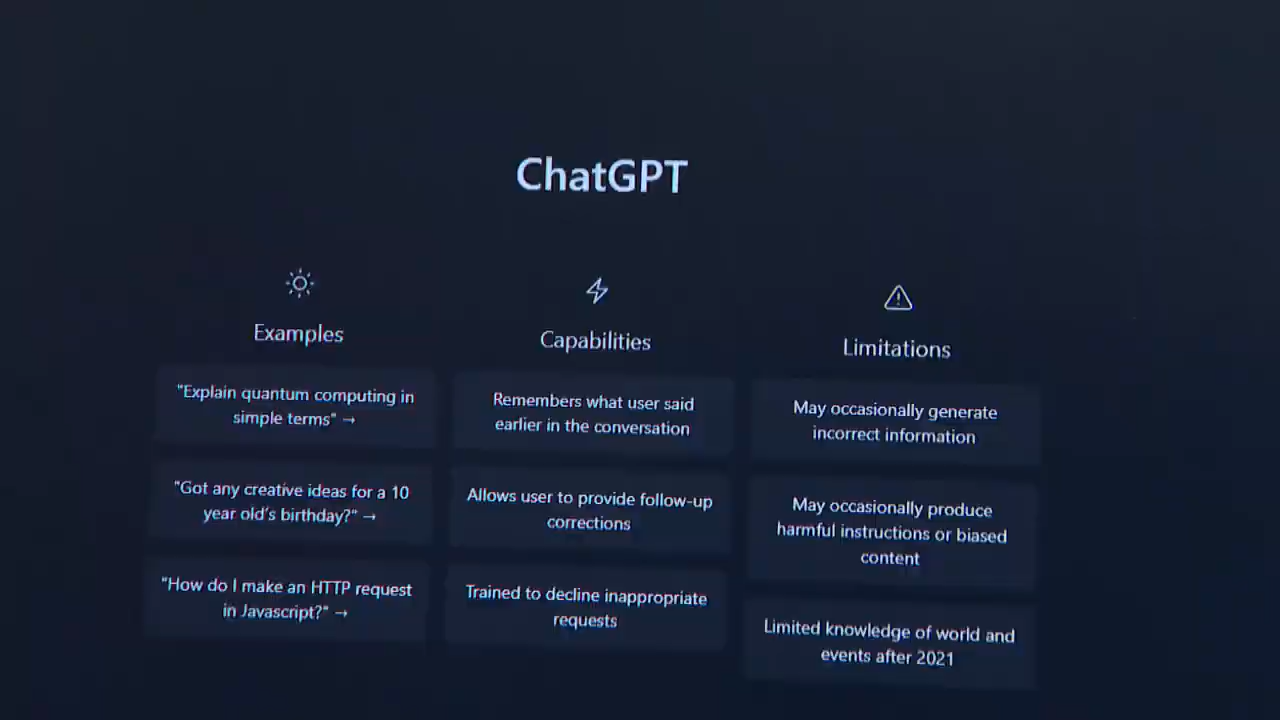 ChatGPT
Examples
"Explain quantum computing in
simple terms" →
"Got any creative ideas for a 10
year old's birthday?" →
"How do I make an HTTP request
in Javascript?" →
Capabilities
Remembers what user said
earlier in the conversation
Allows user to provide follow-up
corrections
Trained to decline inappropriate
requests
Limitations
May occasionally generate
incorrect information
May occasionally produce
harmful instructions or biased
content
Limited knowledge of world and
events after 2021